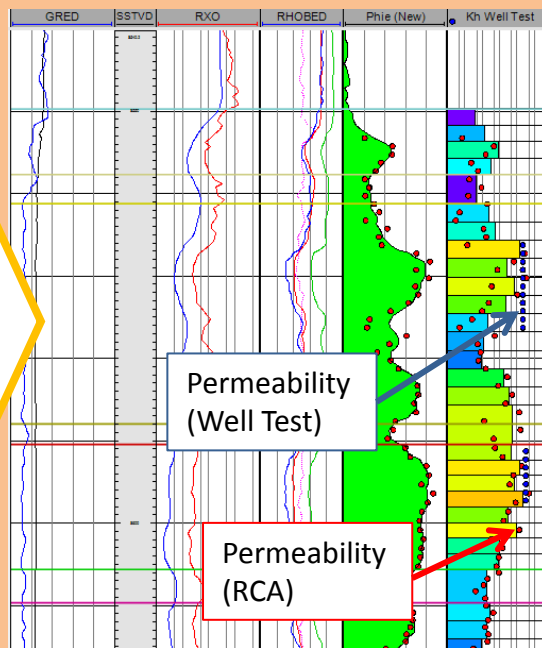 GRED SSTVD RXO RHOBED Phie (New) Kh Well Test
Permeability
(Well Test)
Permeability
(RCA)